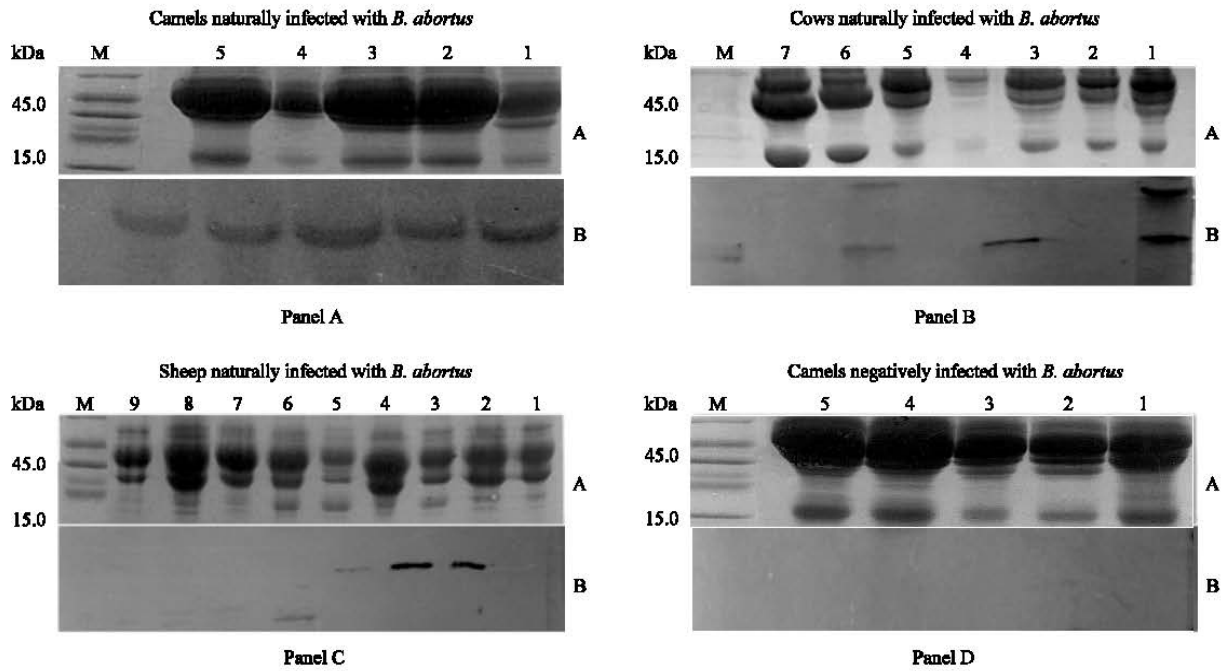 Camels naturally infected with B. abortus
kDa M 5 4 3 2 1
45.0
A
15.0
B
Panel A
Cows naturally infected with B. abortus
kDa M 7 6 5 4 3 2 1
45.0
A
15.0
B
Panel B
Sheep naturally infected with B. abortus
kDa M 9 8 7 6 5 4 3 2 1
45.0
A
15.0
B
Panel C
Camels negatively infected with B. abortus
kDa M 5 4 3 2 1
45.0
A
15.0
B
Panel D